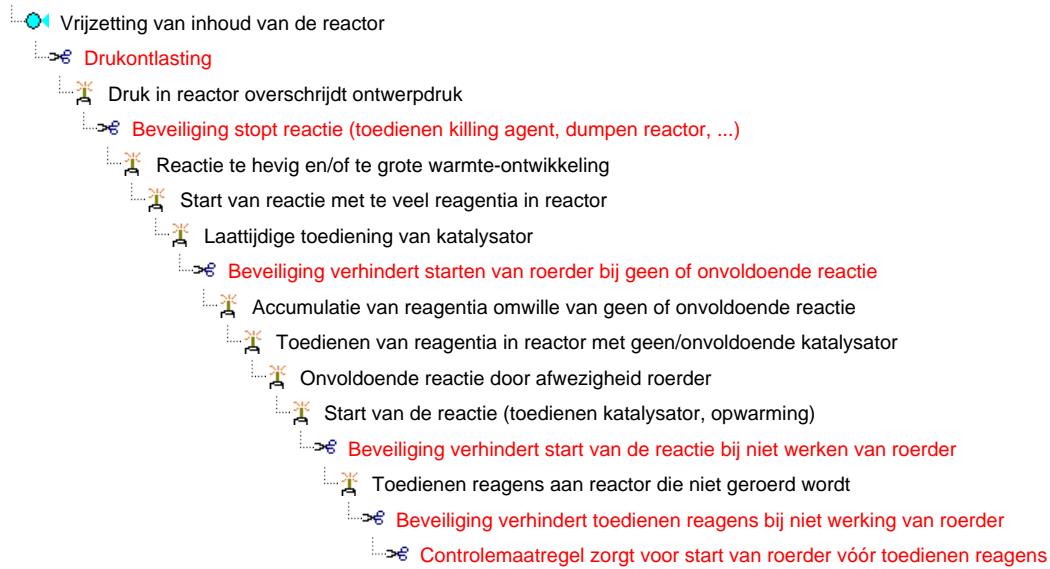 Vrijzetting van inhoud van de reactor
Drukontlasting
Druk in reactor overschrijdt ontwerpdruk
Beveiliging stopt reactie (toedienen killing agent, dumpen reactor, ...)
Reactie te hevig en/of te grote warmte-ontwikkeling
Start van reactie met te veel reagentia in reactor
Laattijdige toediening van katalysator
Beveiliging verhindert starten van roerder bij geen of onvoldoende reactie
Accumulatie van reagentia omwille van geen of onvoldoende reactie
Toedienen van reagentia in reactor met geen/onvoldoende katalysator
Onvoldoende reactie door afwezigheid roerder
Start van de reactie (toedienen katalysator, opwarming)
Beveiliging verhindert start van de reactie bij niet werken van roerder
Toedienen reagens aan reactor die niet geroerd wordt
Beveiliging verhindert toedienen reagens bij niet werking van roerder
Controlemaatregel zorgt voor start van roerder vóór toedienen reagens